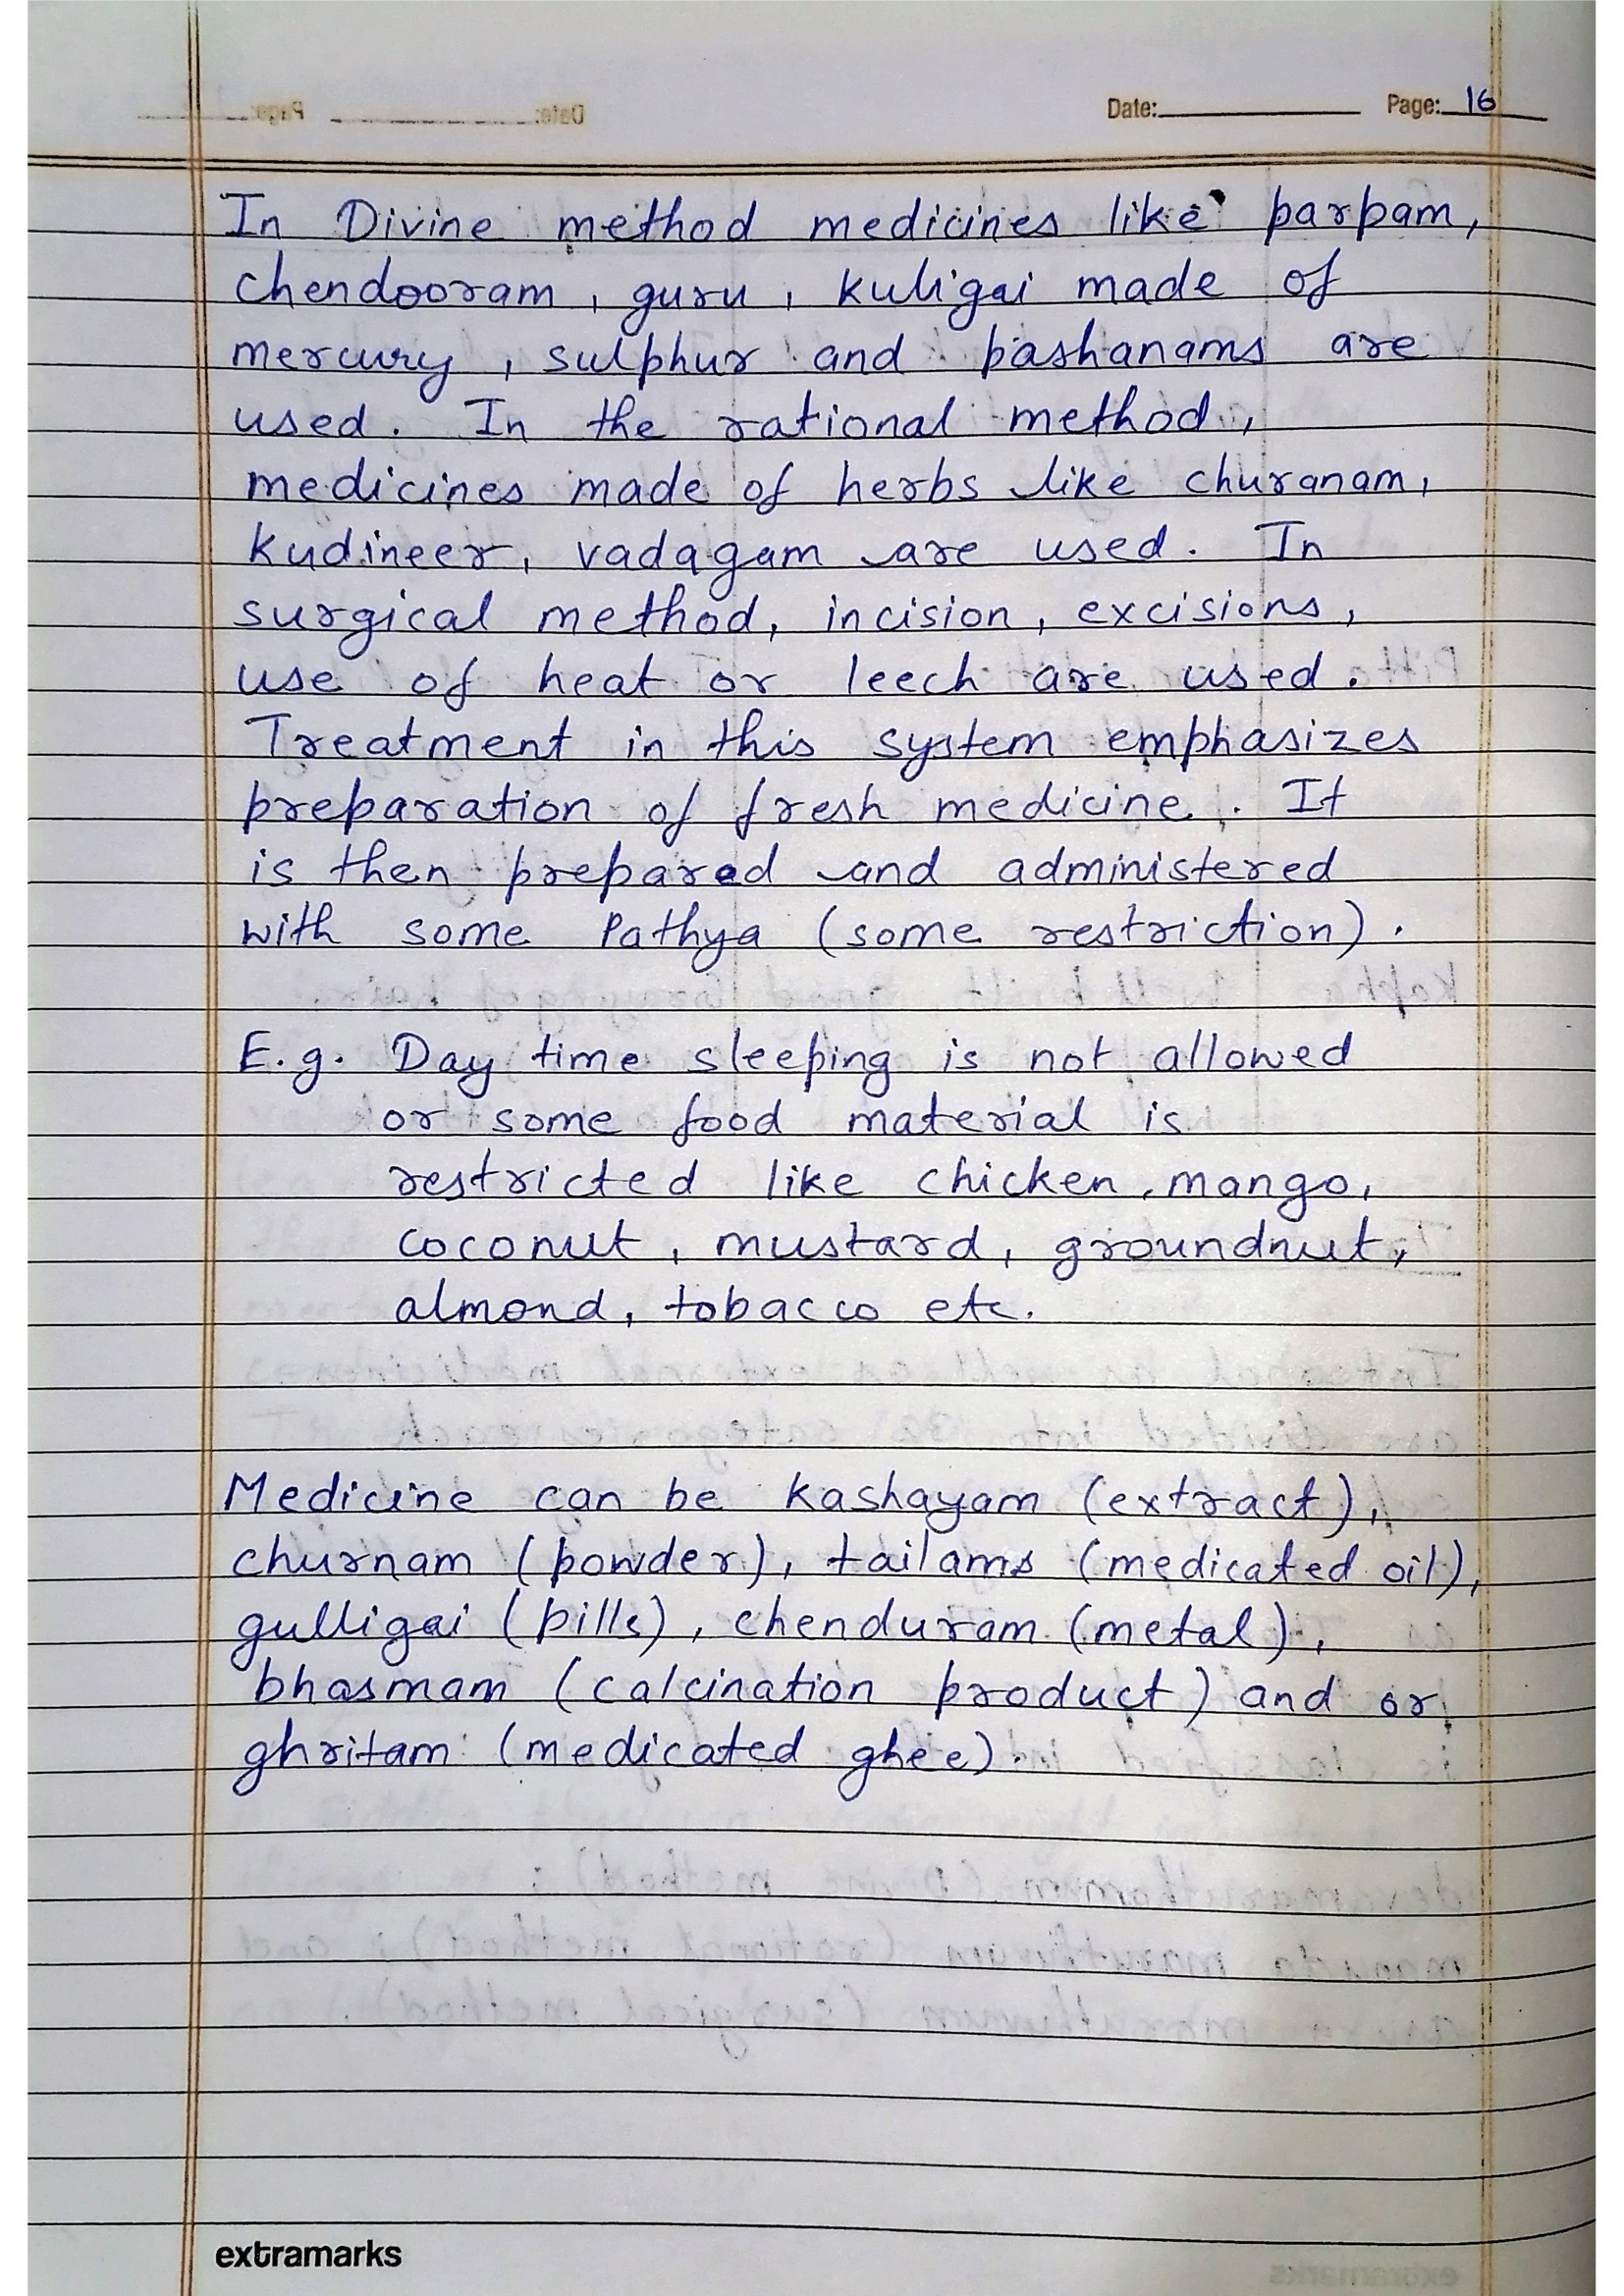 Date: Page: 16
In Divine method medicines like parpam,
chendooram, guru, kuligai made of
mercury, sulphur and pashanams are
used. In the rational method,
medicines made of herbs like churanam,
kudineer, vadagam are used. In
surgical method, incision, excisions,
use of heat or leech are used.
Treatment in this system emphasizes
preparation of fresh medicine. It
is then prepared and administered
with some Pathya (some restriction).
E.g. Day time sleeping is not allowed
or some food material is
restricted like chicken, mango,
coconut, mustard, groundnut,
almond, tobacco etc.
Medicine can be kashayam (extract),
churnam (powder), tailams (medicated oil),
gulligai (pills), chenduram (metal),
bhasmam (calcination product) and or
ghritam (medicated ghee).
extramarks